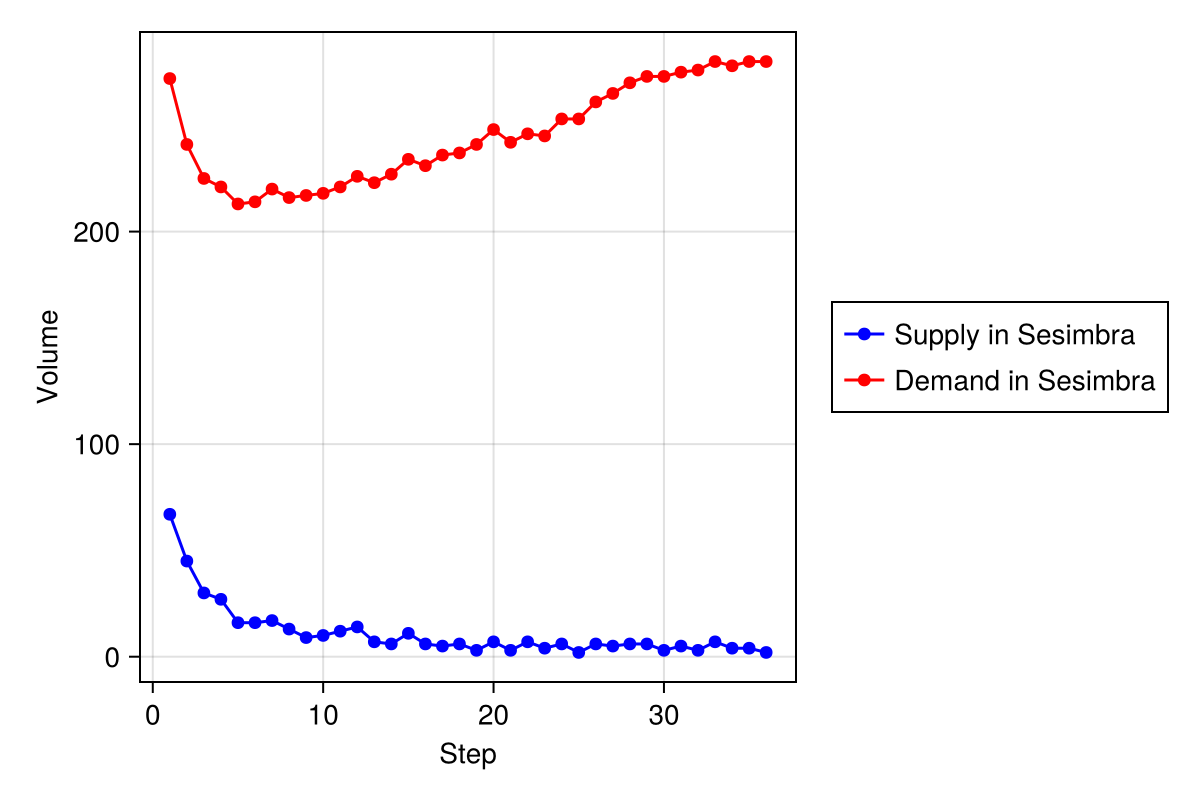 200
100
0
Volume
0 10 20 30
Step
Supply in Sesimbra
Demand in Sesimbra